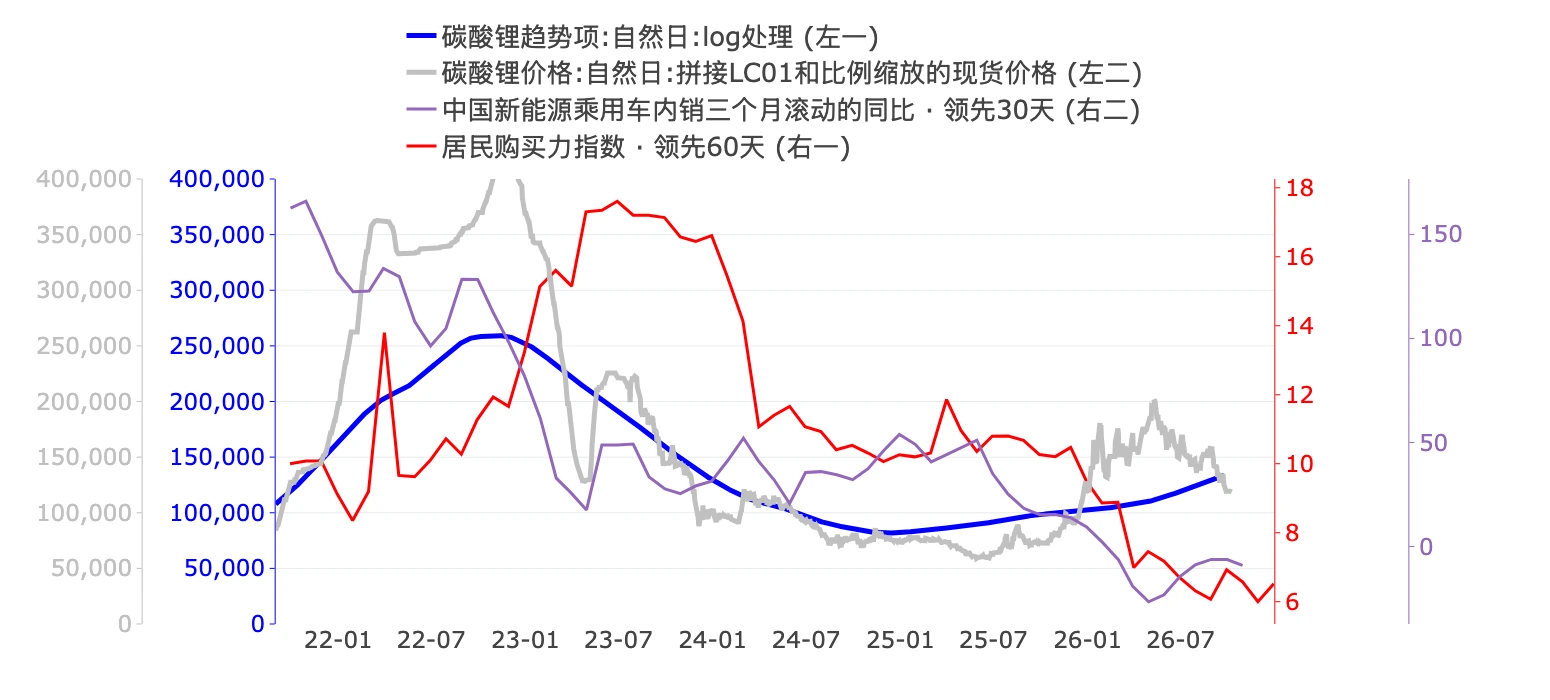 碳酸锂趋势项:自然日:log处理 (左一)
碳酸锂价格:自然日:拼接LC01和比例缩放的现货价格 (左二)
中国新能源乘用车内销三个月滚动的同比 · 领先30天 (右二)
居民购买力指数 · 领先60天 (右一)
400,000 400,000 18
350,000 350,000 16 150
300,000 300,000 14
250,000 250,000 100
200,000 200,000 12
150,000 150,000 10 50
100,000 100,000 8
50,000 50,000 6 0
0 0
22-01 22-07 23-01 23-07 24-01 24-07 25-01 25-07 26-01 26-07